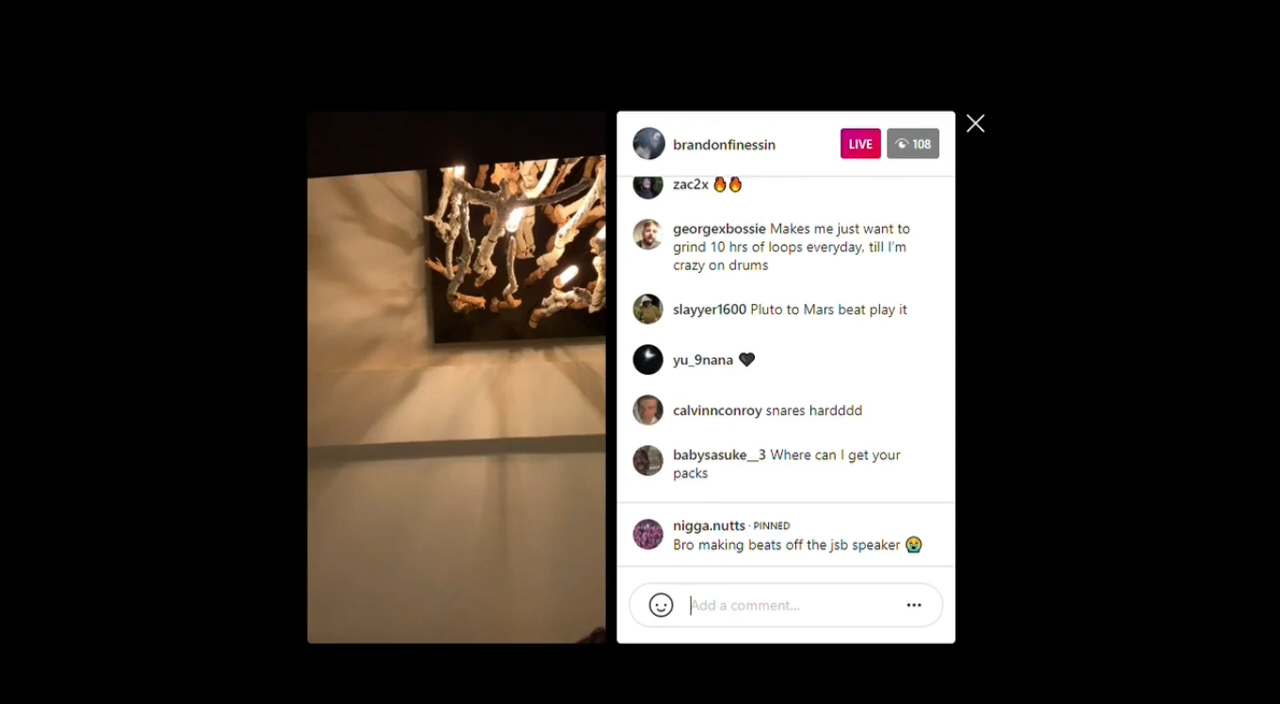 brandonfinessin
LIVE
108
zac2x 🔥🔥
georgexbossie Makes me just want to
grind 10 hrs of loops everyday, till I'm
crazy on drums
slayyer1600 Pluto to Mars beat play it
yu_9nana 🖤
calvinnconroy snares hardddd
babysasuke__3 Where can I get your
packs
nigga.nutts · PINNED
Bro making beats off the jsb speaker 😭
Add a comment...